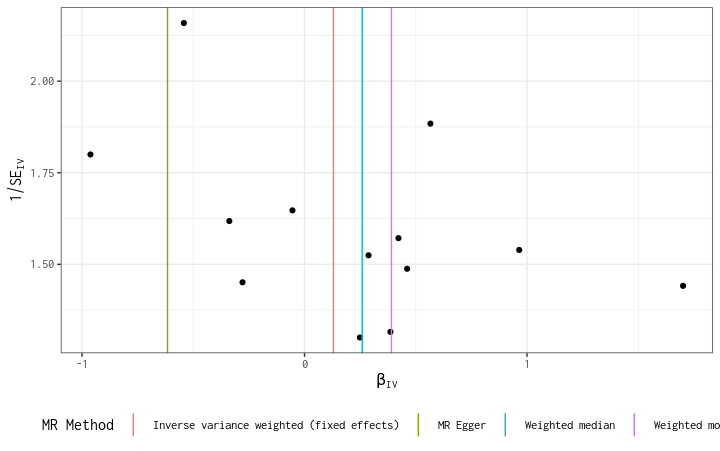 2.00
1.75
1.50
1/SE_IV
-1 0 1
β_IV
MR Method Inverse variance weighted (fixed effects) MR Egger Weighted median Weighted mo